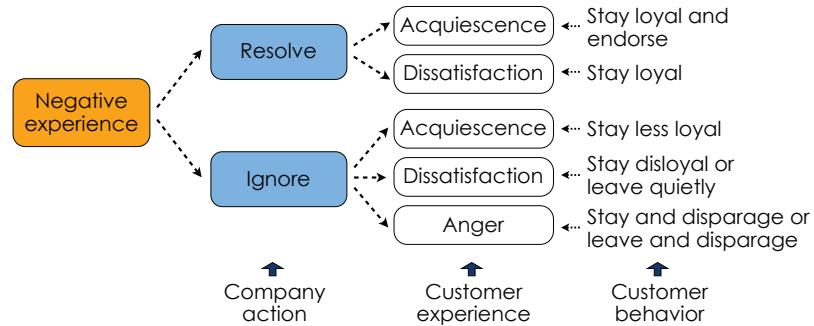 Negative
experience
Resolve
Ignore
Acquiescence
Stay loyal and
endorse
Dissatisfaction
Stay loyal
Acquiescence
Stay less loyal
Dissatisfaction
Stay disloyal or
leave quietly
Anger
Stay and disparage or
leave and disparage
Company
action
Customer
experience
Customer
behavior